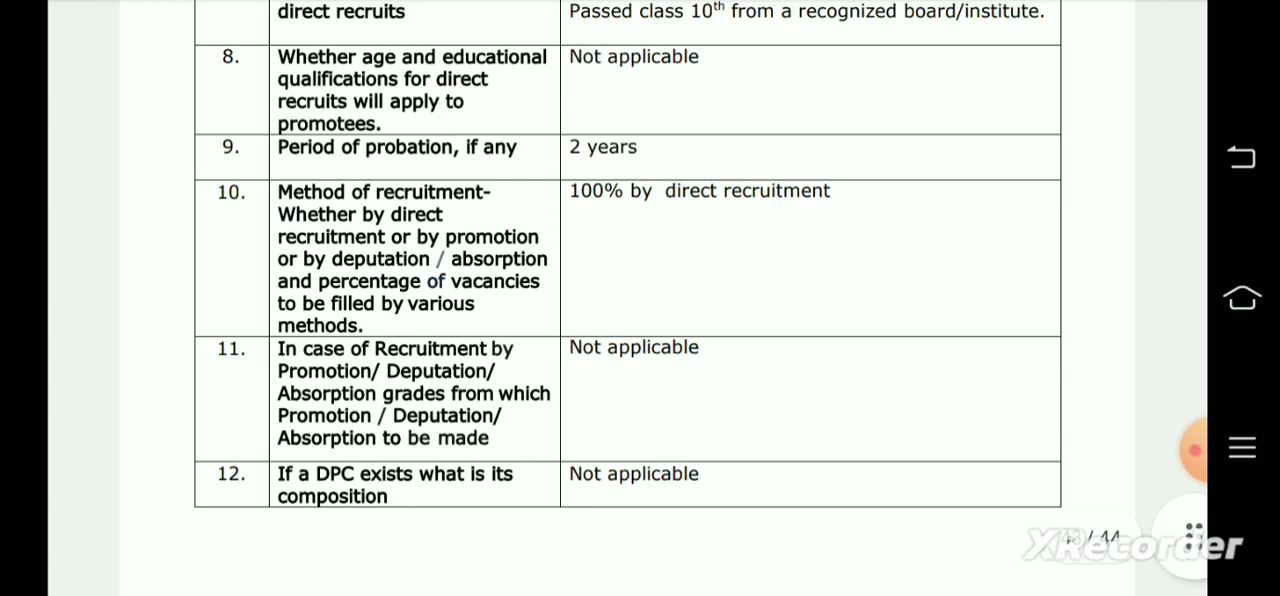 direct recruits
Passed class 10th from a recognized board/institute.
8.
Whether age and educational
qualifications for direct
recruits will apply to
promotees.
Not applicable
9.
Period of probation, if any
2 years
10.
Method of recruitment-
Whether by direct
recruitment or by promotion
or by deputation / absorption
and percentage of vacancies
to be filled by various
methods.
100% by direct recruitment
11.
In case of Recruitment by
Promotion/ Deputation/
Absorption grades from which
Promotion / Deputation/
Absorption to be made
Not applicable
12.
If a DPC exists what is its
composition
Not applicable
/ 44
XRecorder